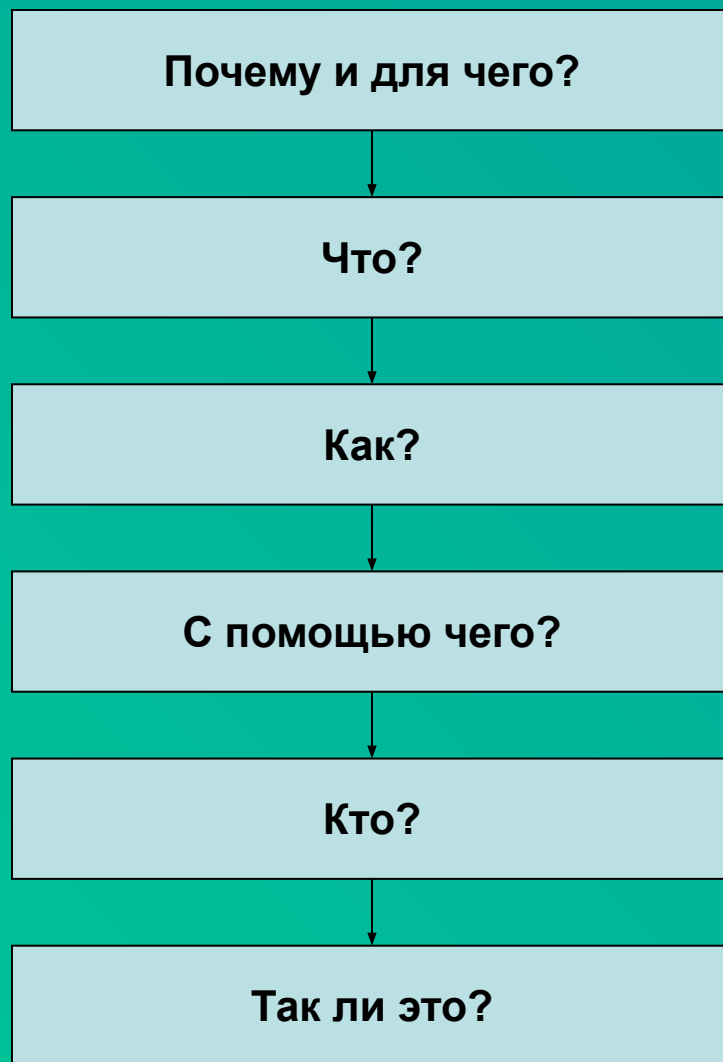 Почему и для чего?
Что?
Как?
С помощью чего?
Кто?
Так ли это?